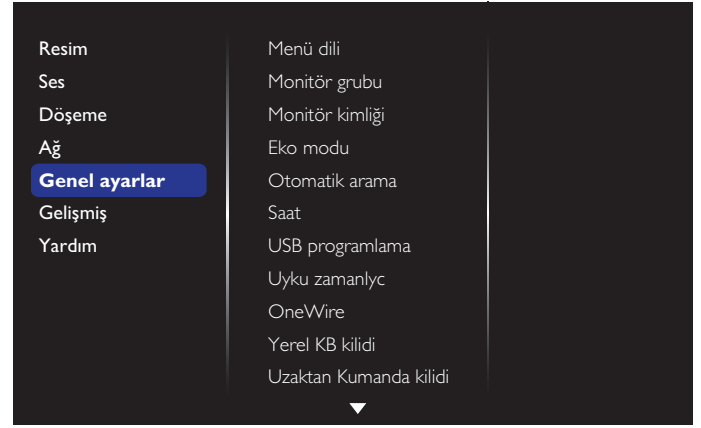 Resim
Ses
Döşeme
Ağ
Genel ayarlar
Gelişmiş
Yardım
Menü dili
Monitör grubu
Monitör kimliği
Eko modu
Otomatik arama
Saat
USB programlama
Uyku zamanlyc
OneWire
Yerel KB kilidi
Uzaktan Kumanda kilidi